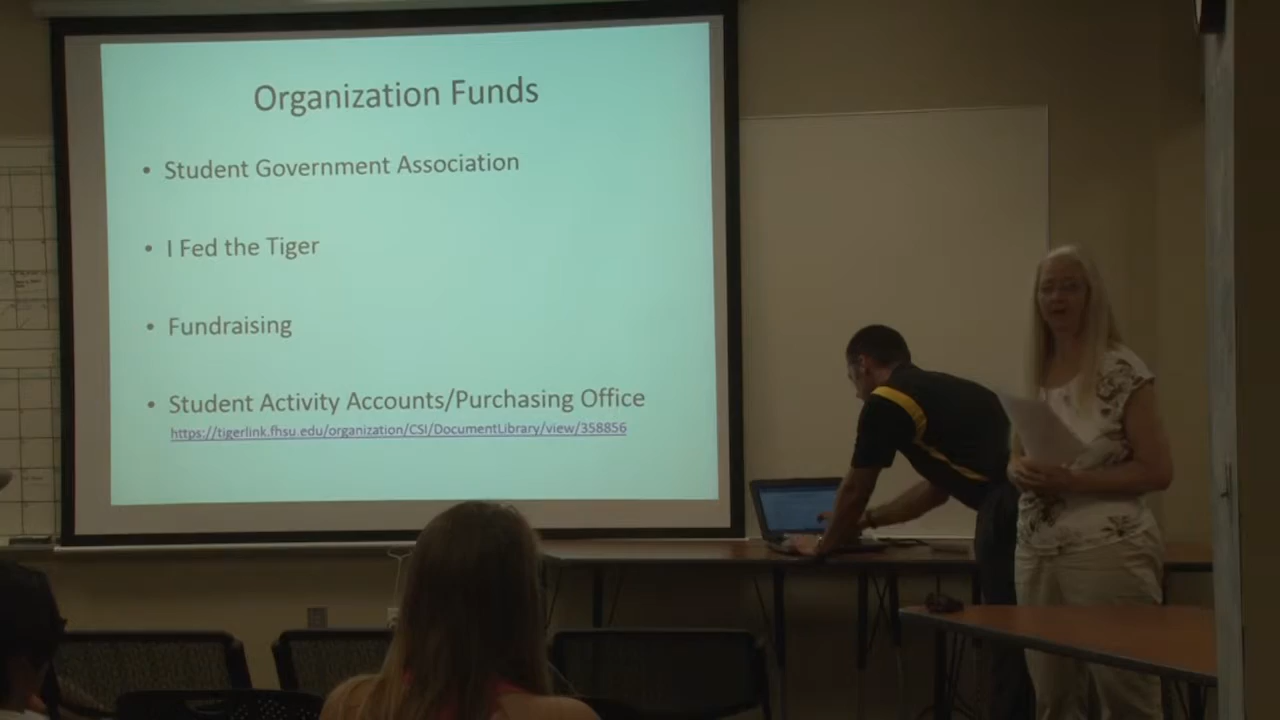 Organization Funds
• Student Government Association
• I Fed the Tiger
• Fundraising
• Student Activity Accounts/Purchasing Office
https://tigerlink.fhsu.edu/organization/CSI/DocumentLibrary/view/358856